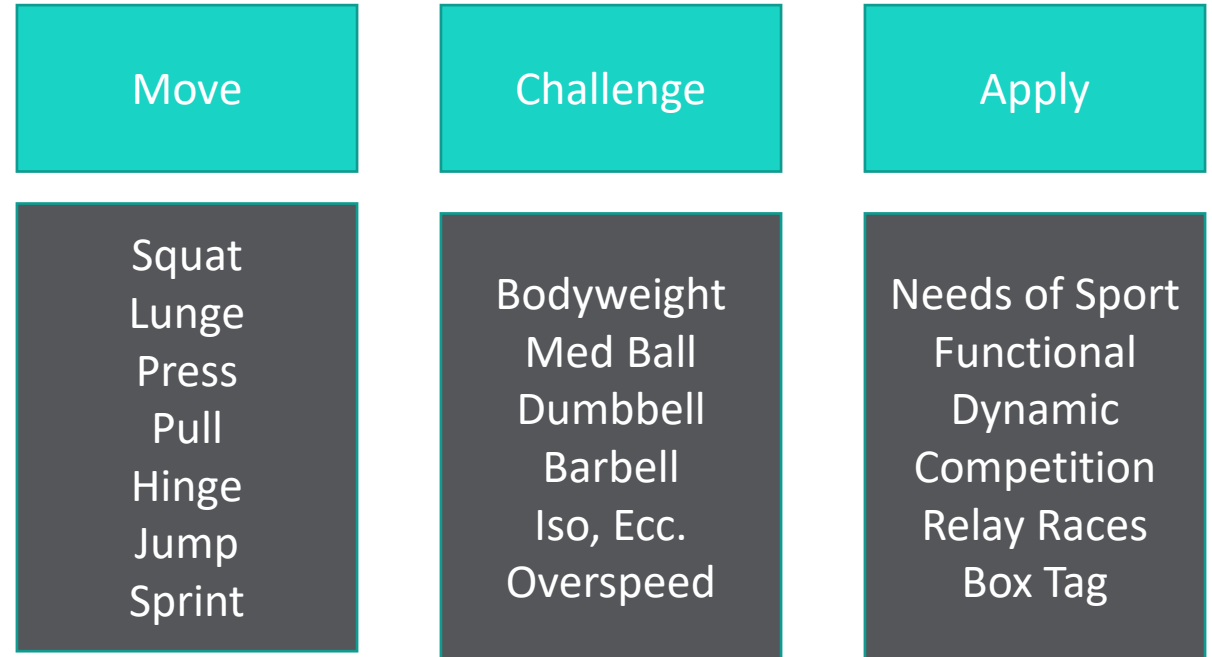 Move
Squat
Lunge
Press
Pull
Hinge
Jump
Sprint
Challenge
Bodyweight
Med Ball
Dumbbell
Barbell
Iso, Ecc.
Overspeed
Apply
Needs of Sport
Functional
Dynamic
Competition
Relay Races
Box Tag